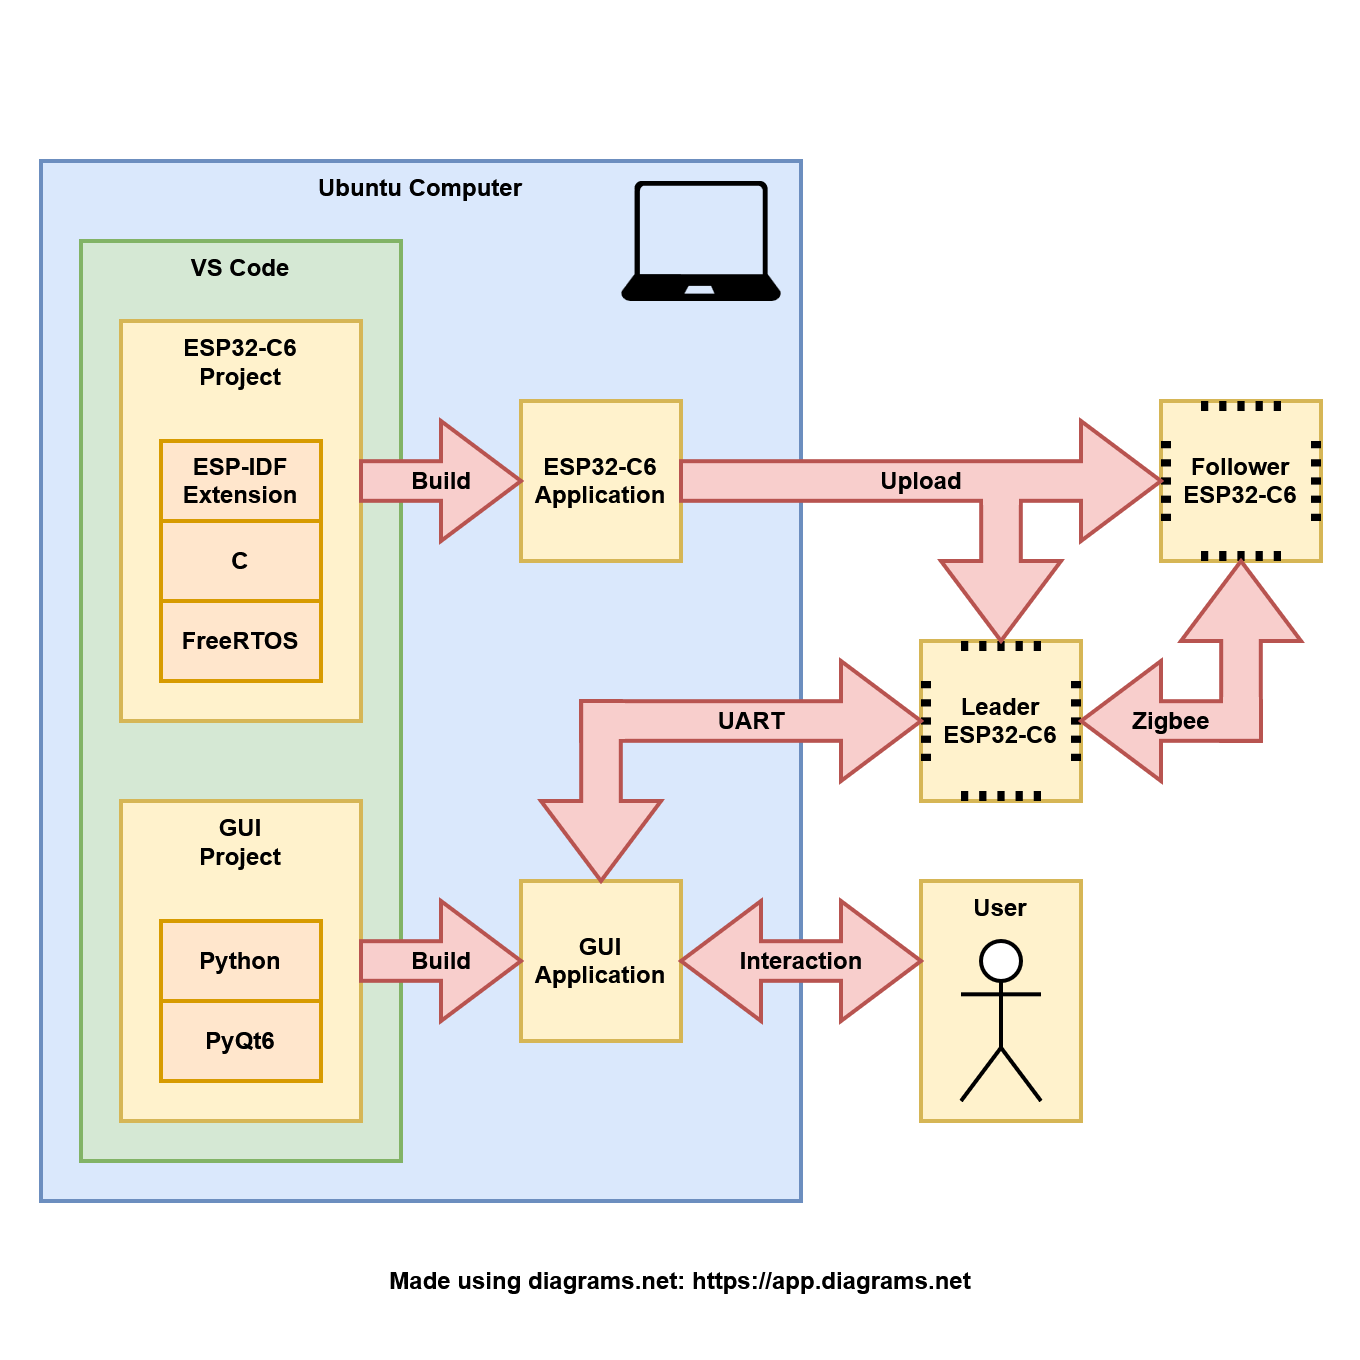 Ubuntu Computer
VS Code
ESP32-C6
Project
ESP-IDF
Extension
C
FreeRTOS
Build
ESP32-C6
Application
Upload
Follower
ESP32-C6
UART
Leader
ESP32-C6
Zigbee
GUI
Project
Python
PyQt6
Build
GUI
Application
Interaction
User
Made using diagrams.net: https://app.diagrams.net